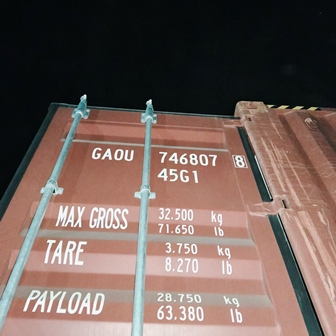 GAOU 746807 8
45G1
MAX GROSS 32.500 kg
71.650 lb
TARE 3.750 kg
8.270 lb
PAYLOAD 28.750 kg
63.380 lb